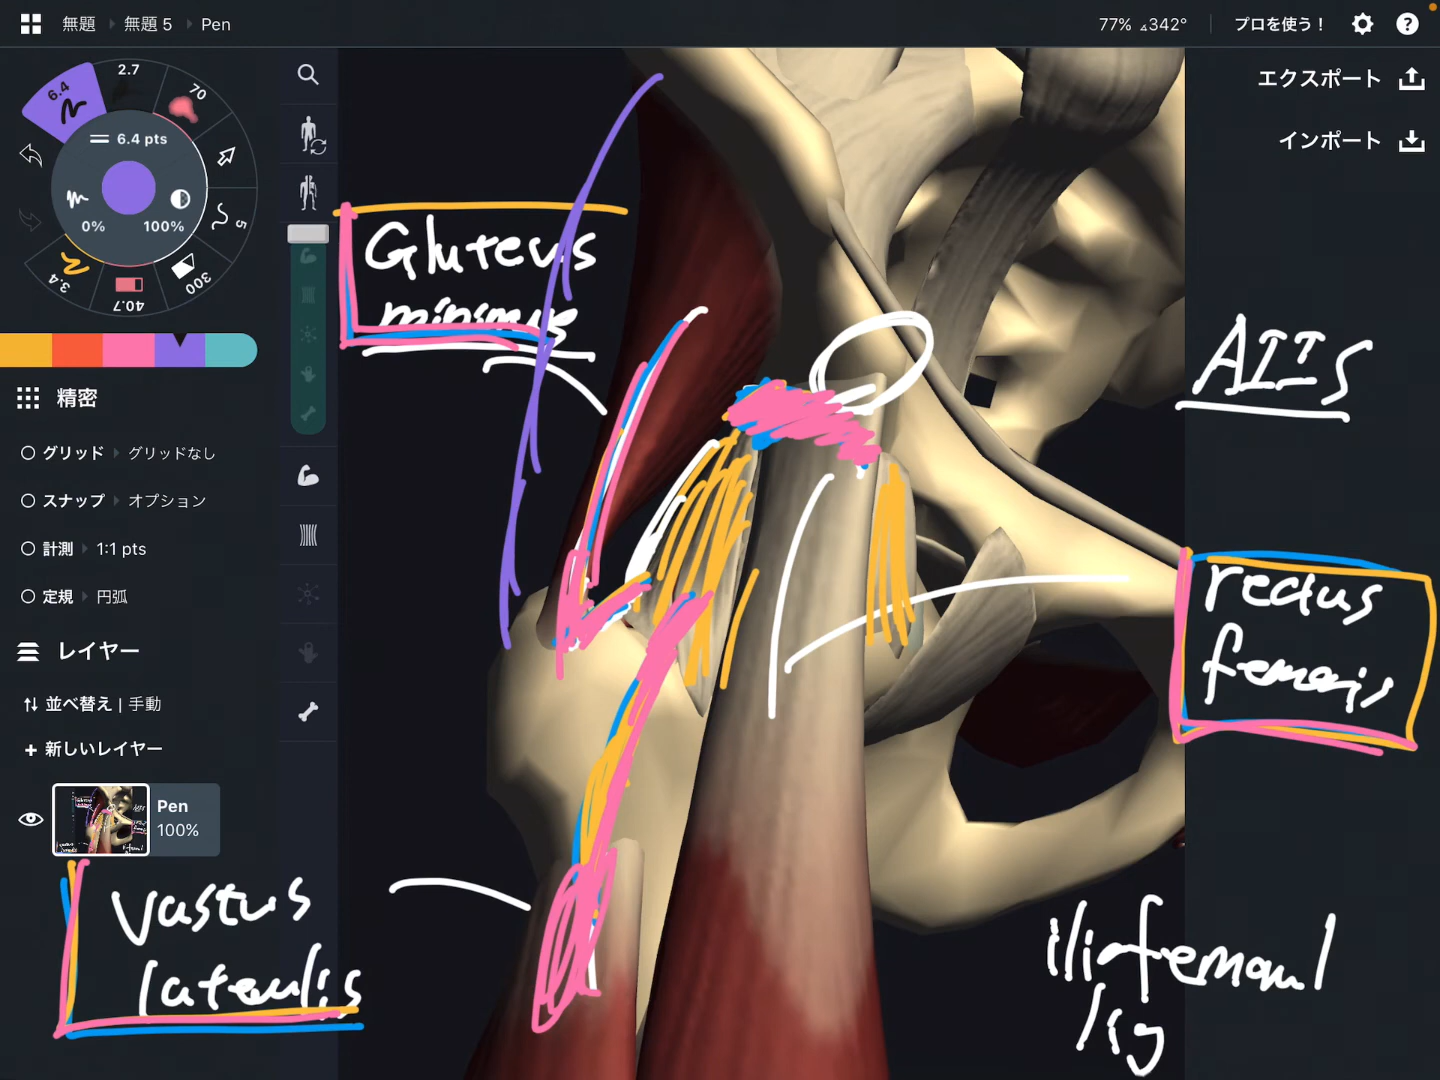 無題 無題 5 Pen
77% ⊿342°
プロを使う！
エクスポート
インポート
2.7
6.4
70
6.4 pts
5
0% 100%
3.4
40.7
300
精密
グリッド グリッドなし
スナップ オプション
計測 1:1 pts
定規 円弧
レイヤー
並べ替え | 手動
+ 新しいレイヤー
Pen
100%
Gluteus
AIIS
rectus
Vastus
lig